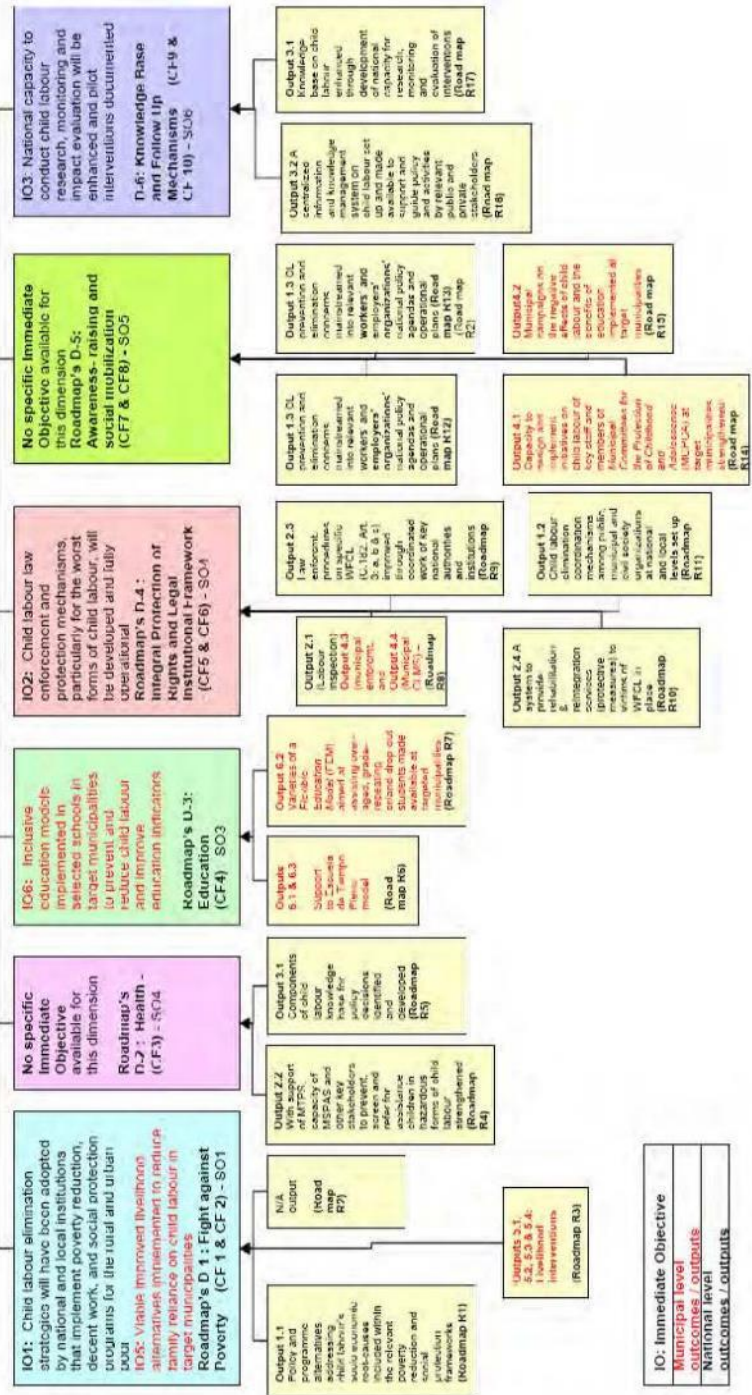 IO1: Child labour elimination
strategies will have been adopted
by national and local institutions
that implement poverty reduction,
decent work, and social protection
programs for the rural and urban
poor
IO5: Viable improved livelihood
alternatives implemented to reduce
family reliance on child labour in
target municipalities
Roadmap's D 1 : Fight against
Poverty (CF 1 & CF 2) - SO1
No specific
Immediate
Objective
available for
this dimension
Roadmap's
D-2 : Health -
(CF3) - SO4
IO6: Inclusive
education models
implemented in
selected schools in
target municipalities
to prevent and
reduce child labour
and improve
education indicators
Roadmap's D-3:
Education
(CF4) SO3
IO2: Child labour law
enforcement and
protection mechanisms,
particularly for the worst
forms of child labour, will
be developed and fully
operational
Roadmap's D-4 :
Integral Protection of
Rights and Legal
Institutional Framework
- (CF5 & CF6) - SO4
No specific Immediate
Objective available for
this dimension
Roadmap's D-5:
Awareness- raising and
social mobilization
(CF7 & CF8) - SO5
IO3: National capacity to
conduct child labour
research, monitoring and
impact evaluation will be
enhanced and pilot
interventions documented
D-6: Knowledge Base
and Follow Up
Mechanisms (CF9 &
CF 10) - SO6
Output 1.1
Policy and
programme
alternatives
addressing
child labour's
socio economic
root-causes
included within
the relevant
poverty
reduction and
social
protection
frameworks
(Roadmap R1)
N/A
output
(Road
map
R2)
Outputs 5.1,
5.2, 5.3 & 5.4:
Livelihood
interventions
(Roadmap R3)
Output 2.2
With support
of MTPS,
capacity of
MSPAS and
other key
stakeholders
to prevent,
screen and
refer for
assistance
children in
hazardous
forms of child
labour
strengthened
(Roadmap
R4)
Output 3.1
Components
of child
labour
knowledge
base for
policy
decisions
identified
and
developed
(Roadmap
R5)
Outputs
6.1 & 6.3
Support
to Escuela
de Tiempo
Pleno
model
(Road
map R6)
Output 6.2
Varieties of a
Flexible
Education
Model (FEM)
aimed at
assisting over-
aged, grade-
repeating
or/and drop out
students made
available at
targeted
municipalities
(Roadmap R7)
Output 2.1
(Labour
inspection)
Output 4.3
(municipal
enforcmt.
and
Output 4.4
(Municipal
CLMS) -
(Roadmap
R8)
Output 2.3
Law
enforcmt.
procedures
on specific
WFCL
(C.182. Art.
3: a, b & c)
improved
through
coordinated
work of key
national
authorities
and
institutions
(Roadmap
R9)
Output 2.4 A
system to
provide
rehabilitation
&
reintegration
services
(protective
measures) to
victims of
WFCL in
place
(Roadmap
R10)
Output 1.2
Child labour
elimination
coordination
mechanisms
among public,
municipal and
civil society
organizations
at national
and local
levels set up
(Roadmap
R11)
Output 1.3 CL
prevention and
elimination
concerns
mainstreamed
into relevant
workers and
employers'
organizations'
national policy
agendas and
operational
plans (Road
map R12)
Output 1.3 CL
prevention and
elimination
concerns
mainstreamed
into relevant
workers' and
employers'
organizations'
national policy
agendas and
operational
plans (Road
map R13)
(Road map
R2)
Output 4.1
Capacity to
design and
implement
initiatives on
child labour of
key staff and
members of
Municipal
Committees for
the Protection
of Childhood
and
Adolescence
at
target
municipalities
strengthened
(Road map
R14)
Output4.2
Municipal
campaigns on
the negative
effects of child
labour and the
benefits of
education
implemented at
target
municipalities
(Road map
R15)
Output 3.2 A
centralized
information
and knowledge
management
system on
child labour set
up and made
available to
support and
guide policy
and activities
by relevant
public and
private
stakeholders.
(Road map
R16)
Output 3.1
Knowledge
base on child
labour
enhanced
through
development
of national
capacity for
research,
monitoring
and
evaluation of
interventions
(Road map
R17)
IO: Immediate Objective
Municipal level
outcomes / outputs
National level
outcomes / outputs